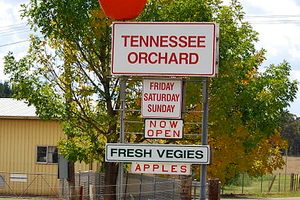 TENNESSEE
ORCHARD
FRIDAY
SATURDAY
SUNDAY
NOW
OPEN
FRESH VEGIES
APPLES